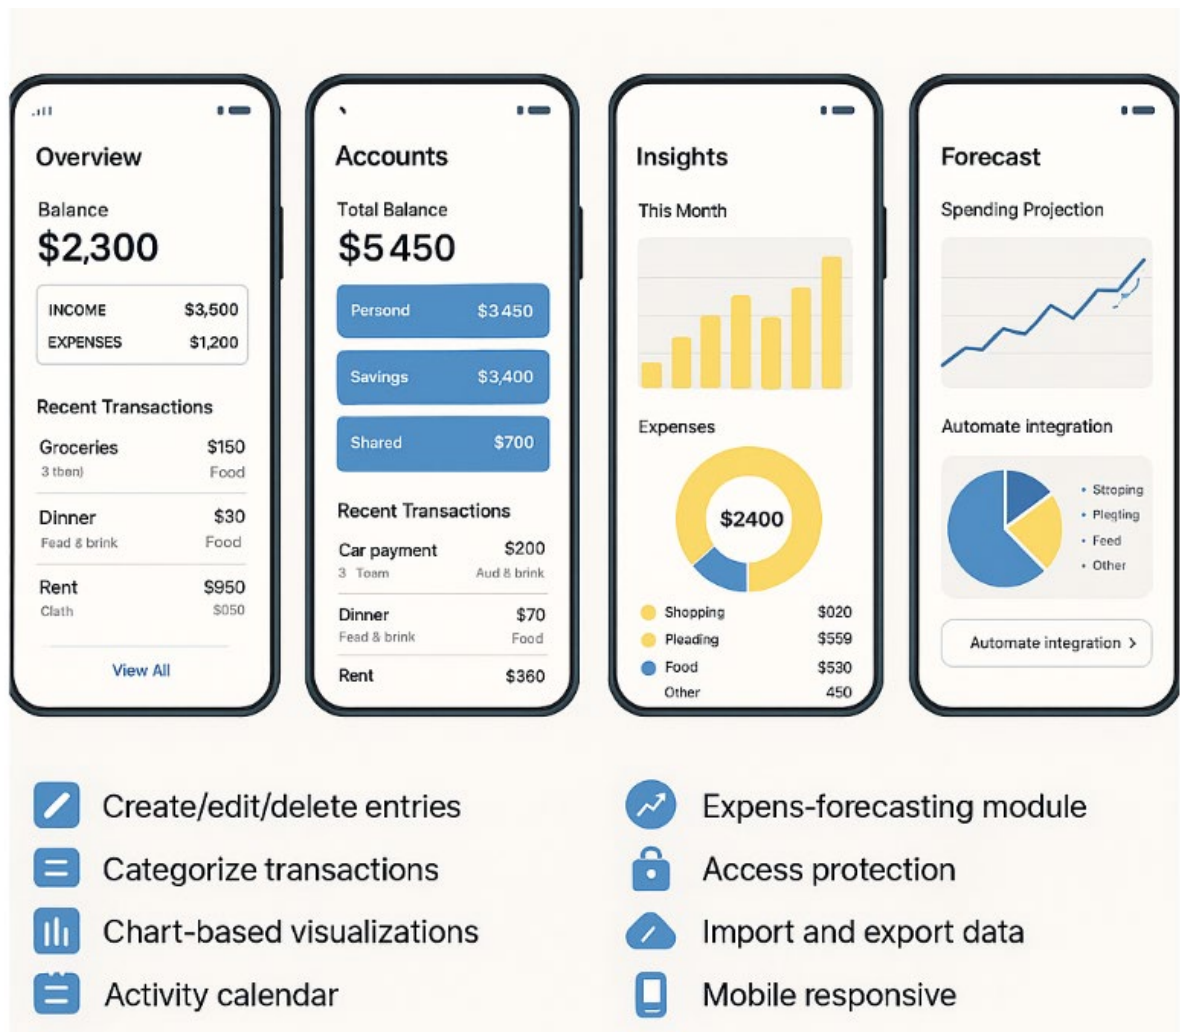 Overview
Balance
$2,300
INCOME $3,500
EXPENSES $1,200
Recent Transactions
Groceries $150
3 tben) Food
Dinner $30
Fead & brink Food
Rent $950
Clath $050
View All
Accounts
Total Balance
$5450
Persond $3450
Savings $3,400
Shared $700
Recent Transactions
Car payment $200
3 Toam Aud & brink
Dinner $70
Fead & brink Food
Rent $360
Insights
This Month
Expenses
$2400
Shopping $020
Pleading $559
Food $530
Other 450
Forecast
Spending Projection
Automate integration
• Stroping
• Plegting
• Feed
• Other
Automate integration >
Create/edit/delete entries
Categorize transactions
Chart-based visualizations
Activity calendar
Expens-forecasting module
Access protection
Import and export data
Mobile responsive